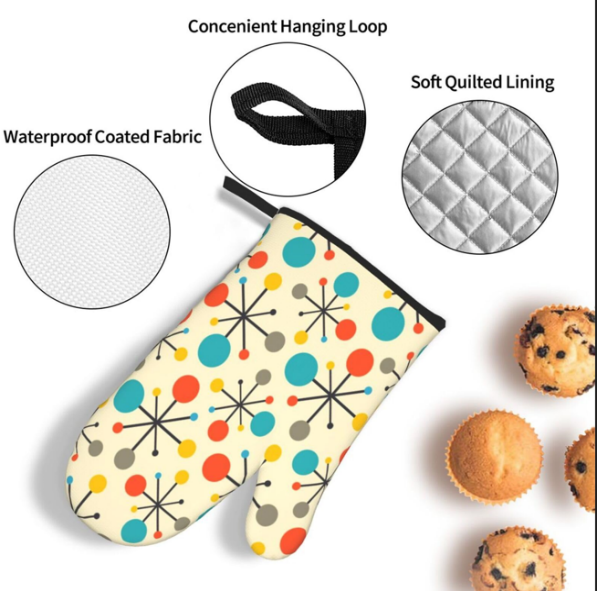 Concenient Hanging Loop
Soft Quilted Lining
Waterproof Coated Fabric